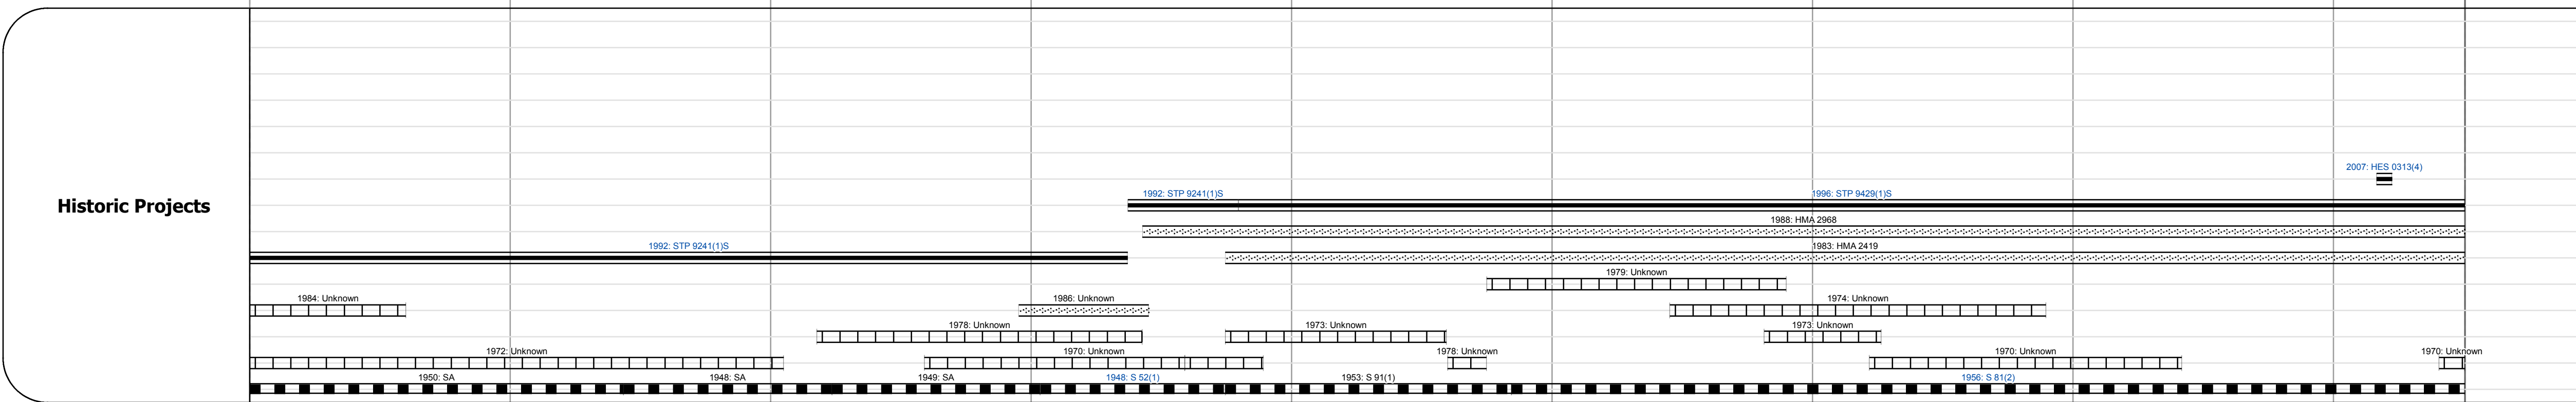 2007: HES 0313(4)
1992: STP 9241(1)S 1996: STP 9429(1)S
Historic Projects
1988: HMA 2968
1992: STP 9241(1)S 1983: HMA 2419
1979: Unknown
1984: Unknown 1986: Unknown 1974: Unknown
1978: Unknown 1973: Unknown 1973: Unknown
1972: Unknown 1970: Unknown 1978: Unknown 1970: Unknown 1970: Unknown
1950: SA 1948: SA 1949: SA 1948: S 52(1) 1953: S 91(1) 1956: S 81(2)